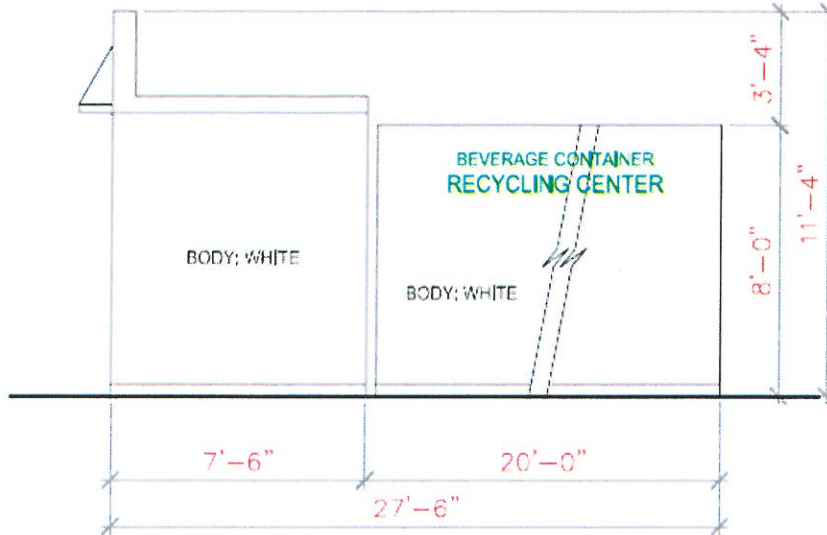 3'-4"
BEVERAGE CONTAINER
RECYCLING CENTER
11'-4"
BODY: WHITE
8'-0"
BODY: WHITE
7'-6"
20'-0"
27'-6"